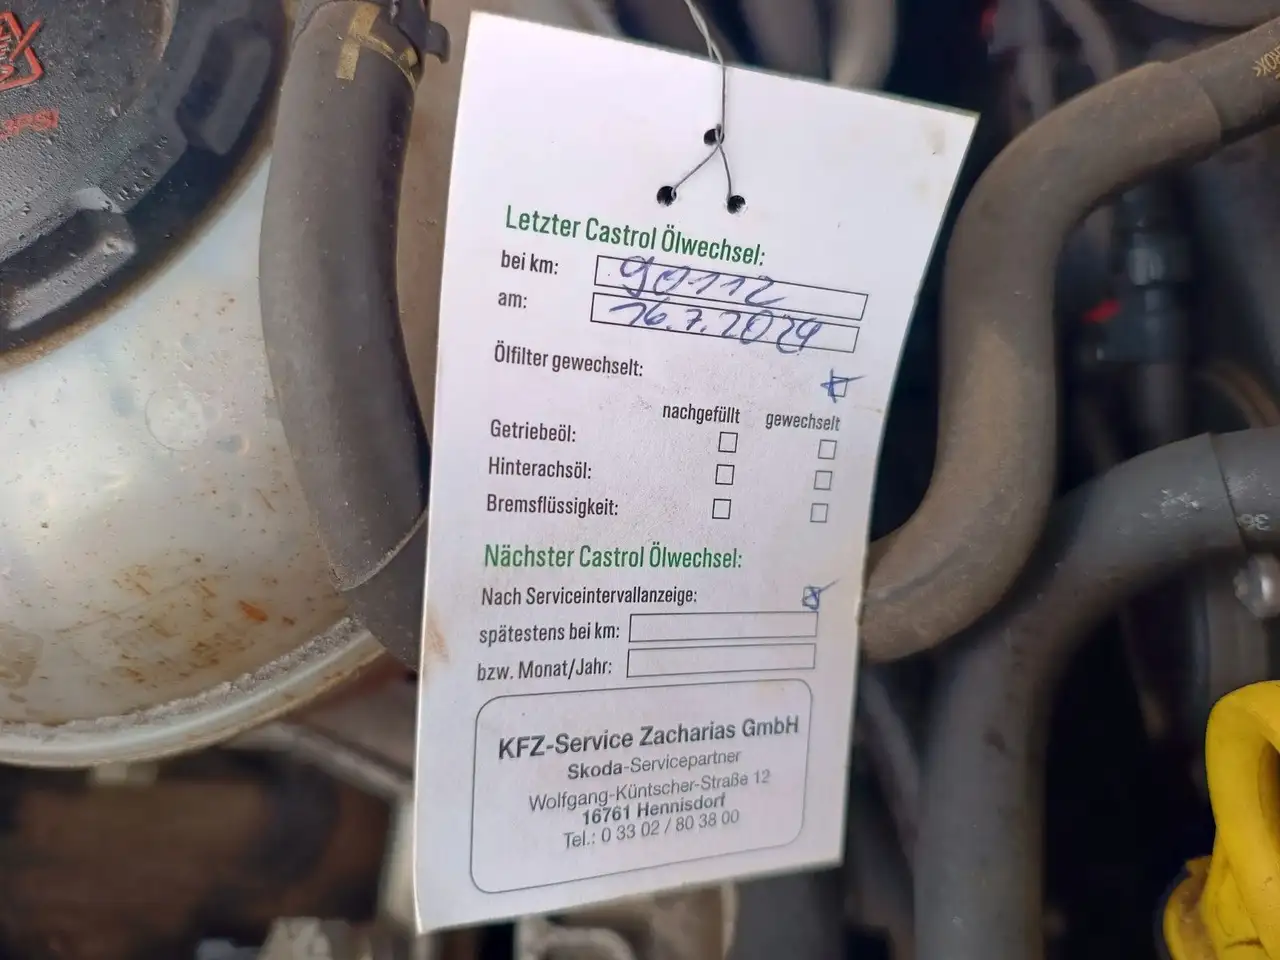 PSI
Letzter Castrol Ölwechsel:
bei km: 90112
am: 16.7.2024
Ölfilter gewechselt:
nachgefüllt gewechselt
Getriebeöl:
Hinterachsöl:
Bremsflüssigkeit:
Nächster Castrol Ölwechsel:
Nach Serviceintervallanzeige:
spätestens bei km:
bzw. Monat/Jahr:
KFZ-Service Zacharias GmbH
Skoda-Servicepartner
Wolfgang-Küntscher-Straße 12
16761 Hennisdorf
Tel.: 0 33 02 / 80 38 00